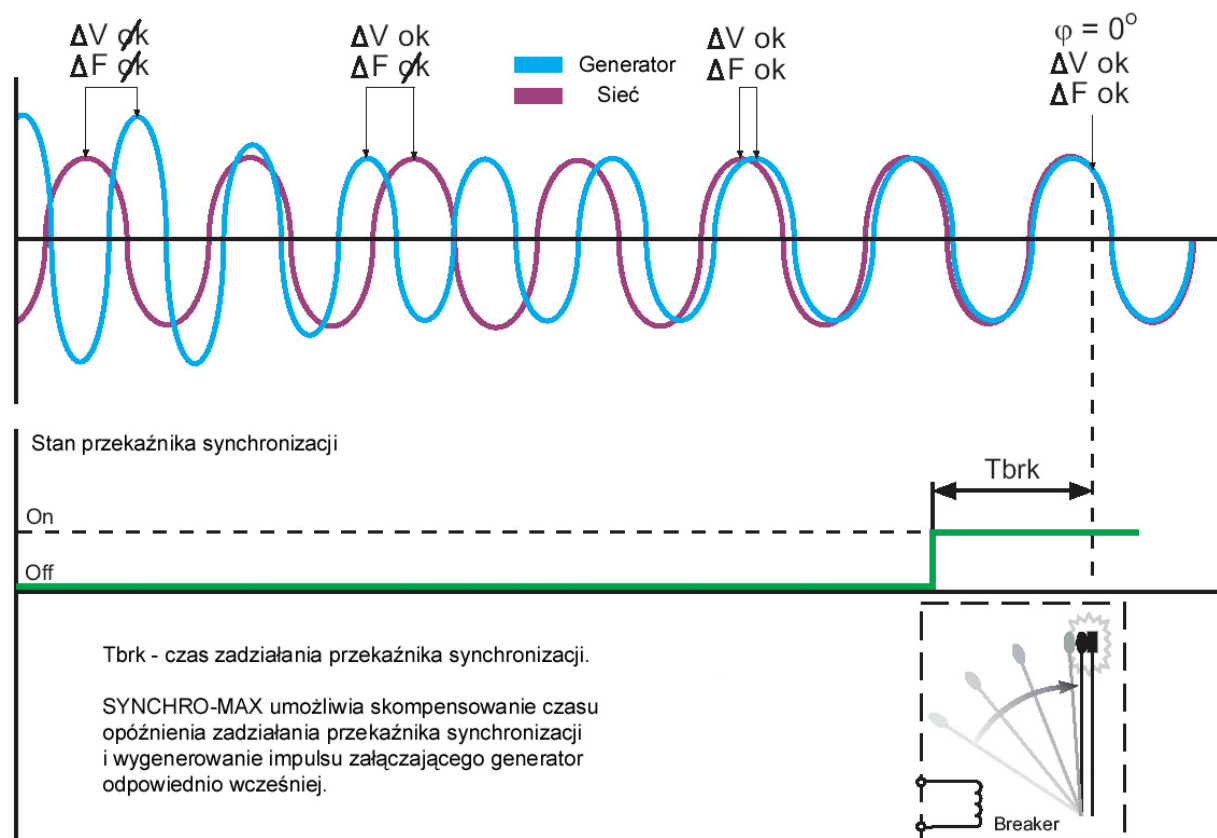 ΔV ok
ΔF ok
ΔV ok
ΔF ok
Generator
Sieć
ΔV ok
ΔF ok
φ = 0°
ΔV ok
ΔF ok
Stan przekaźnika synchronizacji
Tbrk
On
Off
Tbrk - czas zadziałania przekaźnika synchronizacji.
SYNCHRO-MAX umożliwia skompensowanie czasu
opóźnienia zadziałania przekaźnika synchronizacji
i wygenerowanie impulsu załączającego generator
odpowiednio wcześniej.
Breaker